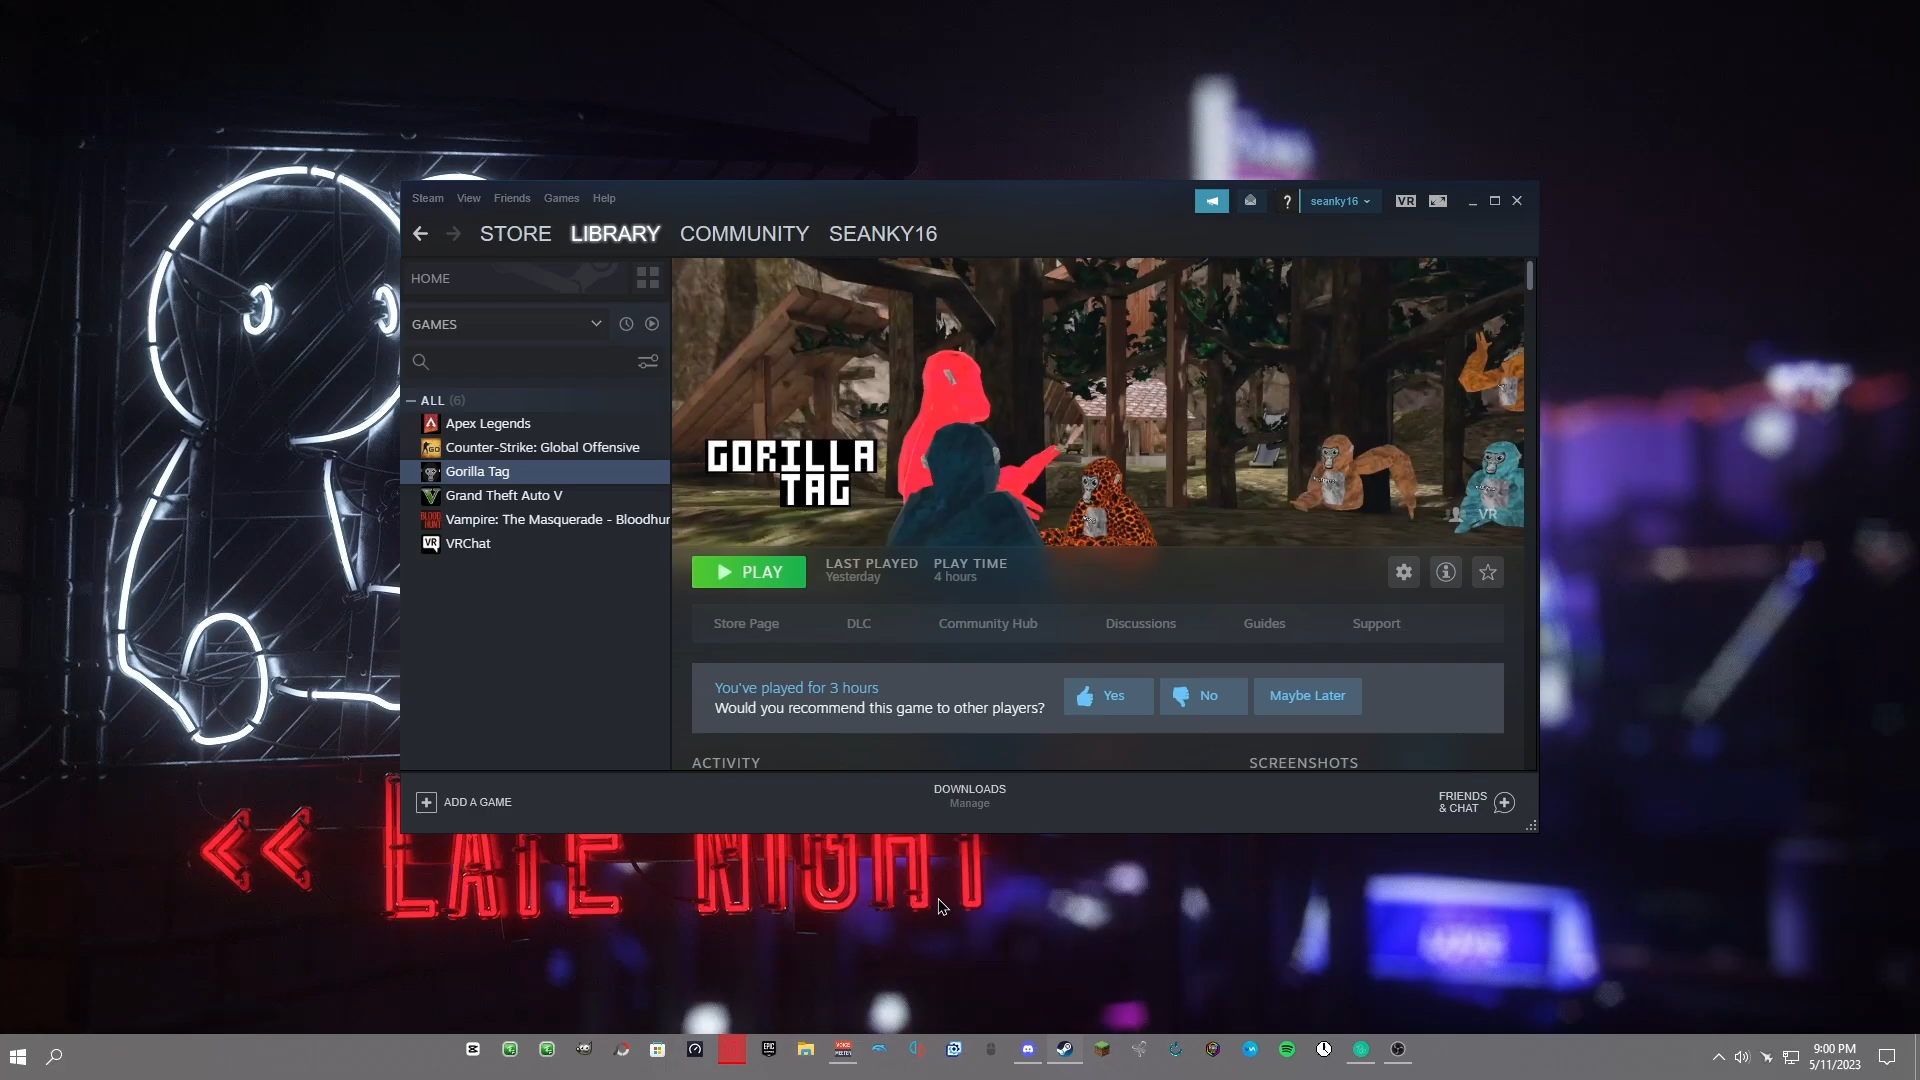 Steam View Friends Games Help
seanky16
VR
STORE LIBRARY COMMUNITY SEANKY16
HOME
GAMES
ALL (6)
Apex Legends
Counter-Strike: Global Offensive
Gorilla Tag
Grand Theft Auto V
Vampire: The Masquerade - Bloodhun
VRChat
GORILLA
TAG
VR
PLAY
LAST PLAYED
Yesterday
PLAY TIME
4 hours
Store Page DLC Community Hub Discussions Guides Support
You've played for 3 hours
Would you recommend this game to other players?
Yes No Maybe Later
ACTIVITY SCREENSHOTS
ADD A GAME
DOWNLOADS
Manage
FRIENDS
& CHAT
<< LATE NIGHT
EPIC
VOICE
MEETER
9:00 PM
5/11/2023